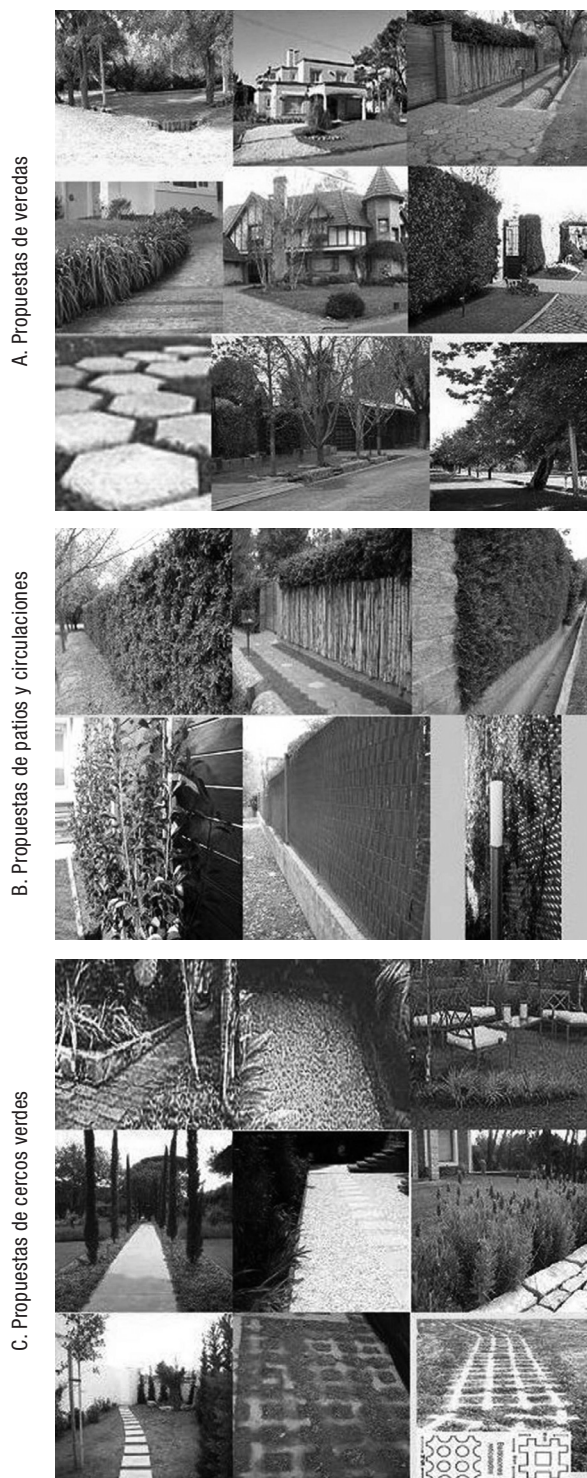 A. Propuestas de veredas
B. Propuestas de patios y circulaciones
C. Propuestas de cercos verdes